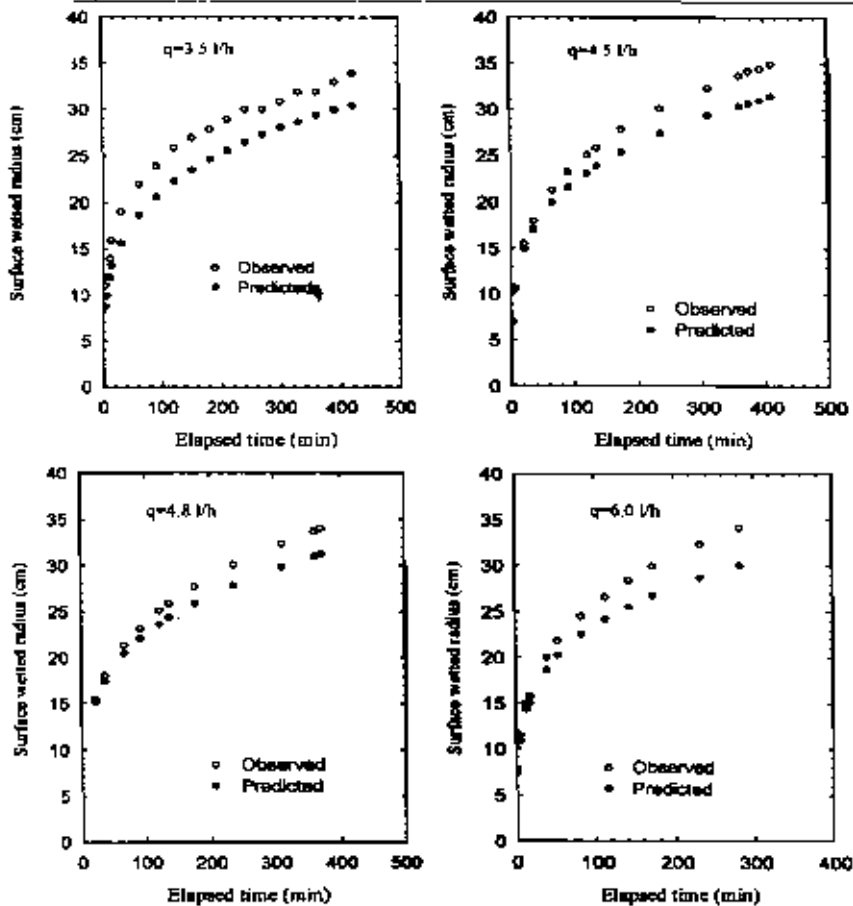 q=3.5 l/h
Surface wetted radius (cm)
40
35
30
25
20
15
10
5
0
Observed
Predicted
0 100 200 300 400 500
Elapsed time (min)
q=4.5 l/h
Surface wetted radius (cm)
40
35
30
25
20
15
10
5
0
Observed
Predicted
0 100 200 300 400 500
Elapsed time (min)
q=4.8 l/h
Surface wetted radius (cm)
40
35
30
25
20
15
10
5
0
Observed
Predicted
0 100 200 300 400 500
Elapsed time (min)
q=6.0 l/h
Surface wetted radius (cm)
40
35
30
25
20
15
10
5
0
Observed
Predicted
0 100 200 300 400
Elapsed time (min)